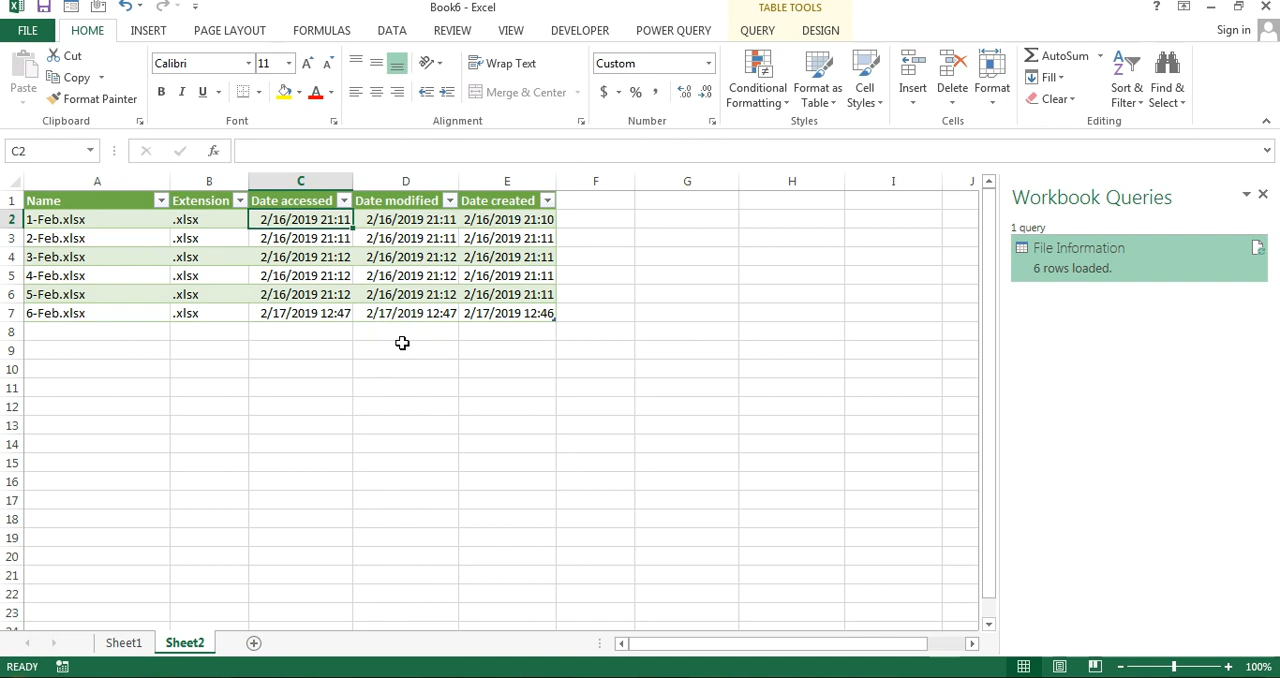 Book6 - Excel
TABLE TOOLS
?
FILE HOME INSERT PAGE LAYOUT FORMULAS DATA REVIEW VIEW DEVELOPER POWER QUERY QUERY DESIGN Sign in
Paste
Cut
Copy
Format Painter
Clipboard
Calibri 11
B I U
Font
Wrap Text
Merge & Center
Alignment
Custom
$ % ,
Number
Conditional Formatting
Format as Table
Cell Styles
Styles
Insert
Delete
Format
Cells
AutoSum
Fill
Clear
Sort & Filter
Find & Select
Editing
C2 fx
A B C D E F G H I J
1 Name Extension Date accessed Date modified Date created
2 1-Feb.xlsx .xlsx 2/16/2019 21:11 2/16/2019 21:11 2/16/2019 21:10
3 2-Feb.xlsx .xlsx 2/16/2019 21:11 2/16/2019 21:11 2/16/2019 21:11
4 3-Feb.xlsx .xlsx 2/16/2019 21:12 2/16/2019 21:12 2/16/2019 21:11
5 4-Feb.xlsx .xlsx 2/16/2019 21:12 2/16/2019 21:12 2/16/2019 21:11
6 5-Feb.xlsx .xlsx 2/16/2019 21:12 2/16/2019 21:12 2/16/2019 21:11
7 6-Feb.xlsx .xlsx 2/17/2019 12:47 2/17/2019 12:47 2/17/2019 12:46
8
9
10
11
12
13
14
15
16
17
18
19
20
21
22
23
Workbook Queries
1 query
File Information
6 rows loaded.
Sheet1 Sheet2
READY
100%